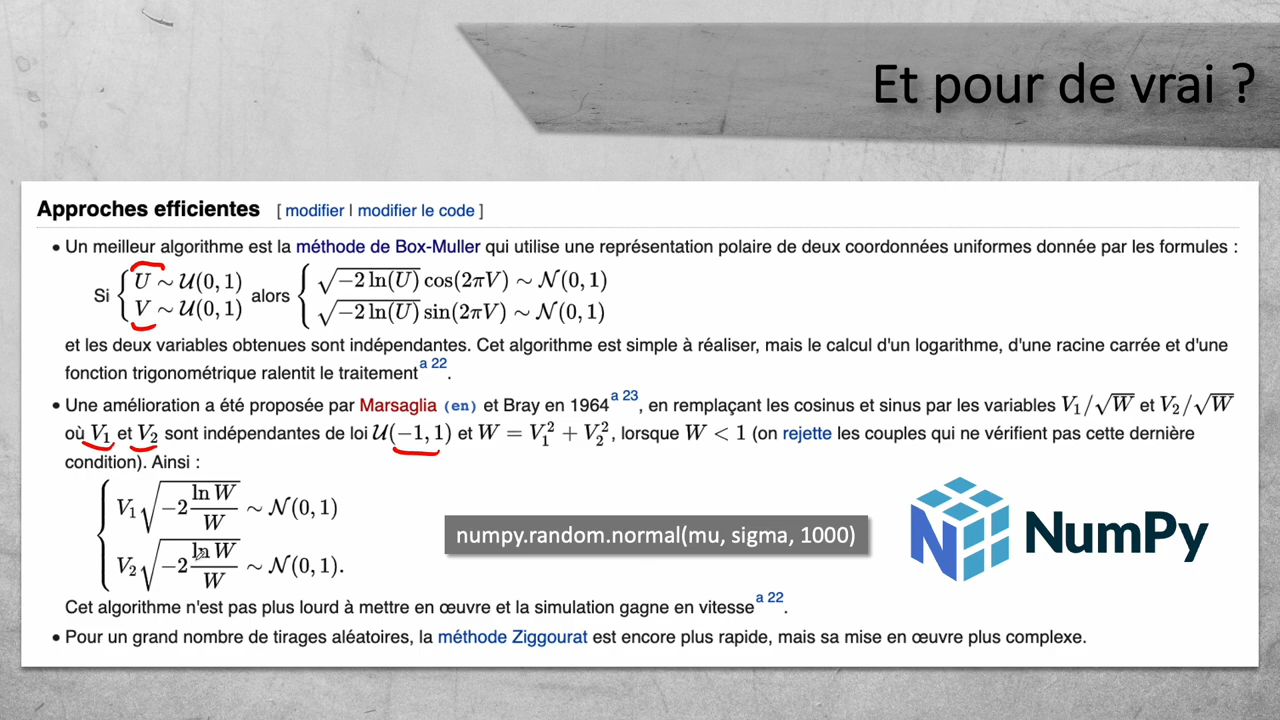 Et pour de vrai ?
Approches efficientes [ modifier | modifier le code ]
• Un meilleur algorithme est la méthode de Box-Muller qui utilise une représentation polaire de deux coordonnées uniformes donnée par les formules :
Si { U ~ 𝒰(0, 1) alors { √(−2 ln(U)) cos(2πV) ~ 𝒩(0, 1)
V ~ 𝒰(0, 1) √(−2 ln(U)) sin(2πV) ~ 𝒩(0, 1)
et les deux variables obtenues sont indépendantes. Cet algorithme est simple à réaliser, mais le calcul d'un logarithme, d'une racine carrée et d'une
fonction trigonométrique ralentit le traitement a 22.
• Une amélioration a été proposée par Marsaglia (en) et Bray en 1964 a 23, en remplaçant les cosinus et sinus par les variables V₁/√W et V₂/√W
où V₁ et V₂ sont indépendantes de loi 𝒰(−1, 1) et W = V₁² + V₂², lorsque W < 1 (on rejette les couples qui ne vérifient pas cette dernière
condition). Ainsi :
{ V₁ √(−2 ln W / W) ~ 𝒩(0, 1)
V₂ √(−2 ln W / W) ~ 𝒩(0, 1).
numpy.random.normal(mu, sigma, 1000)
NumPy
Cet algorithme n'est pas plus lourd à mettre en œuvre et la simulation gagne en vitesse a 22.
• Pour un grand nombre de tirages aléatoires, la méthode Ziggourat est encore plus rapide, mais sa mise en œuvre plus complexe.